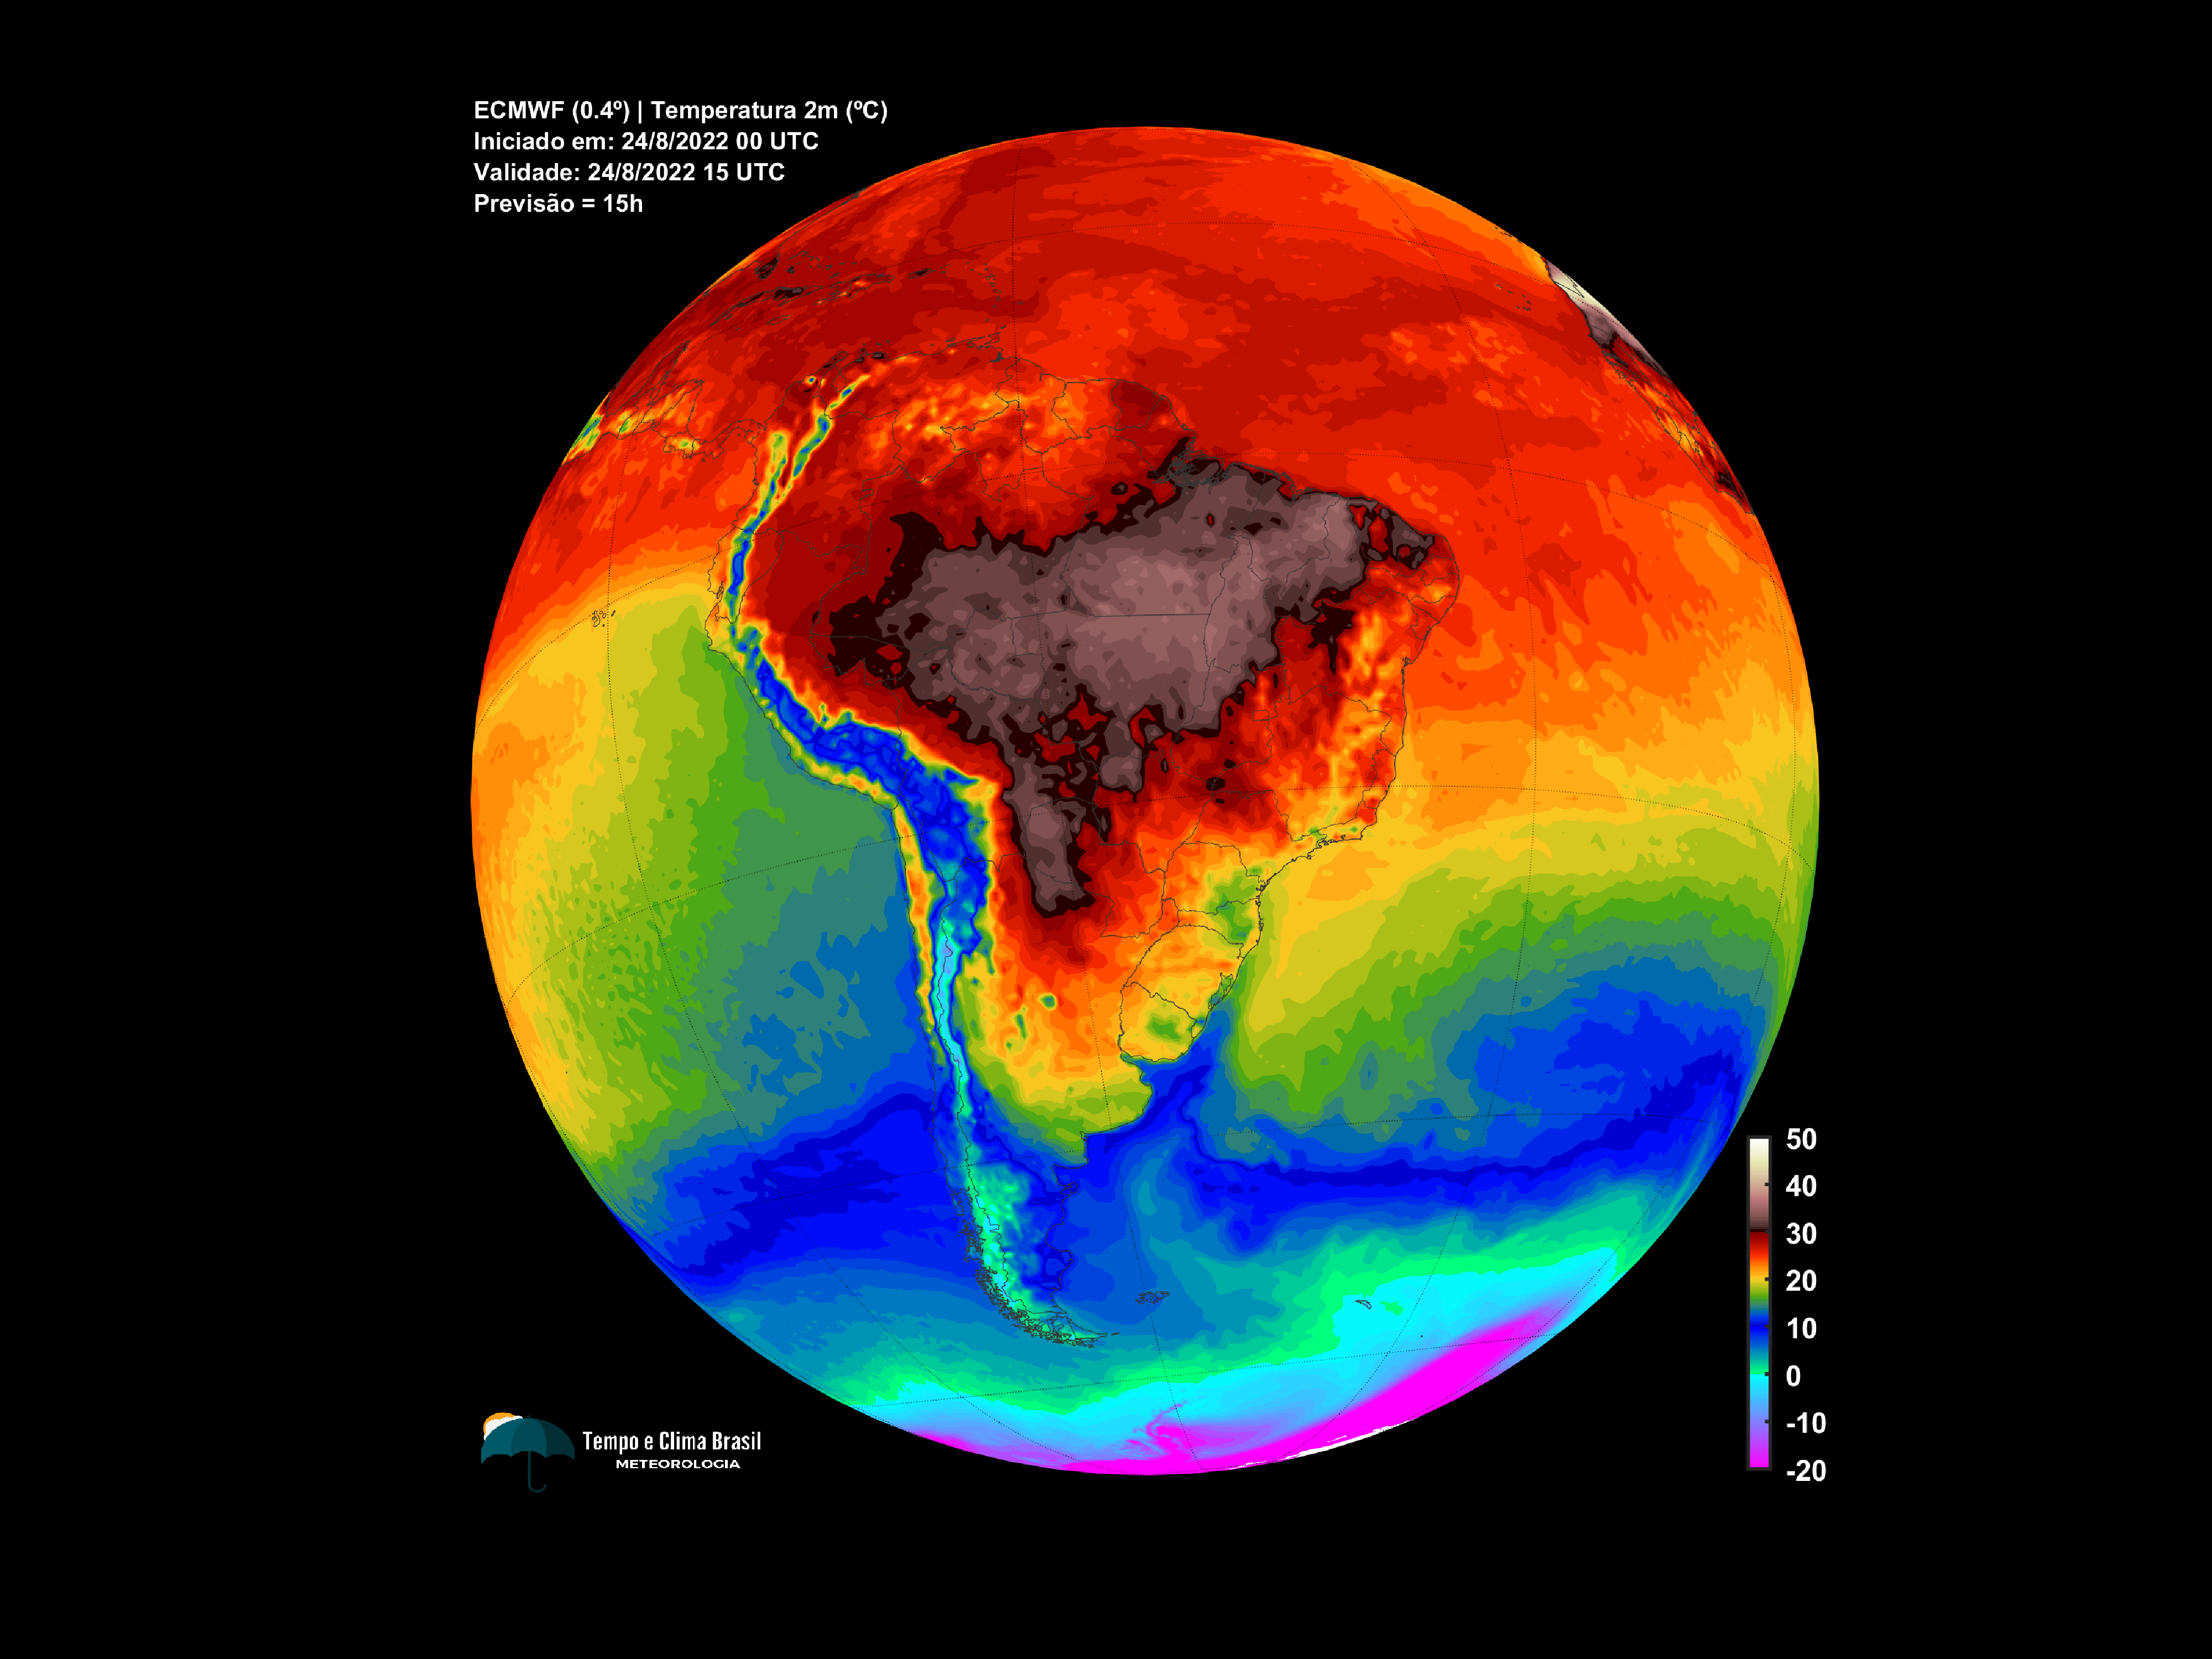 ECMWF (0.4º) | Temperatura 2m (ºC)
Iniciado em: 24/8/2022 00 UTC
Validade: 24/8/2022 15 UTC
Previsão = 15h
50
40
30
20
10
0
-10
-20
Tempo e Clima Brasil
METEOROLOGIA